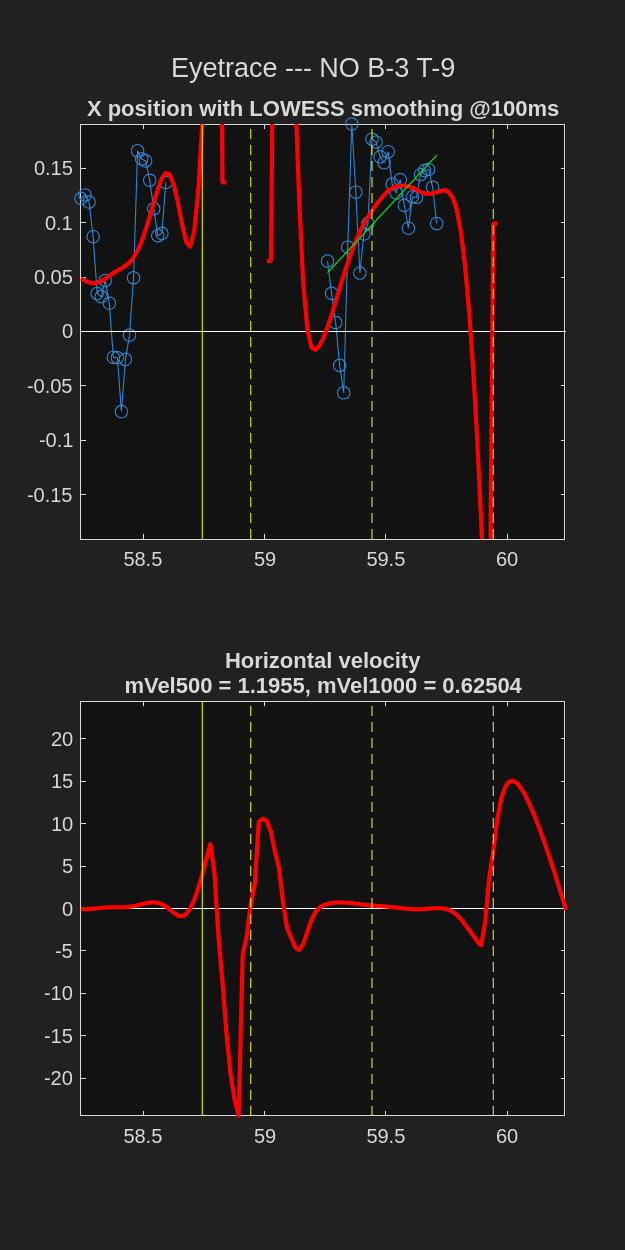 Eyetrace --- NO B-3 T-9
X position with LOWESS smoothing @100ms
0.15
0.1
0.05
0
-0.05
-0.1
-0.15
58.5 59 59.5 60
Horizontal velocity
mVel500 = 1.1955, mVel1000 = 0.62504
20
15
10
5
0
-5
-10
-15
-20
58.5 59 59.5 60